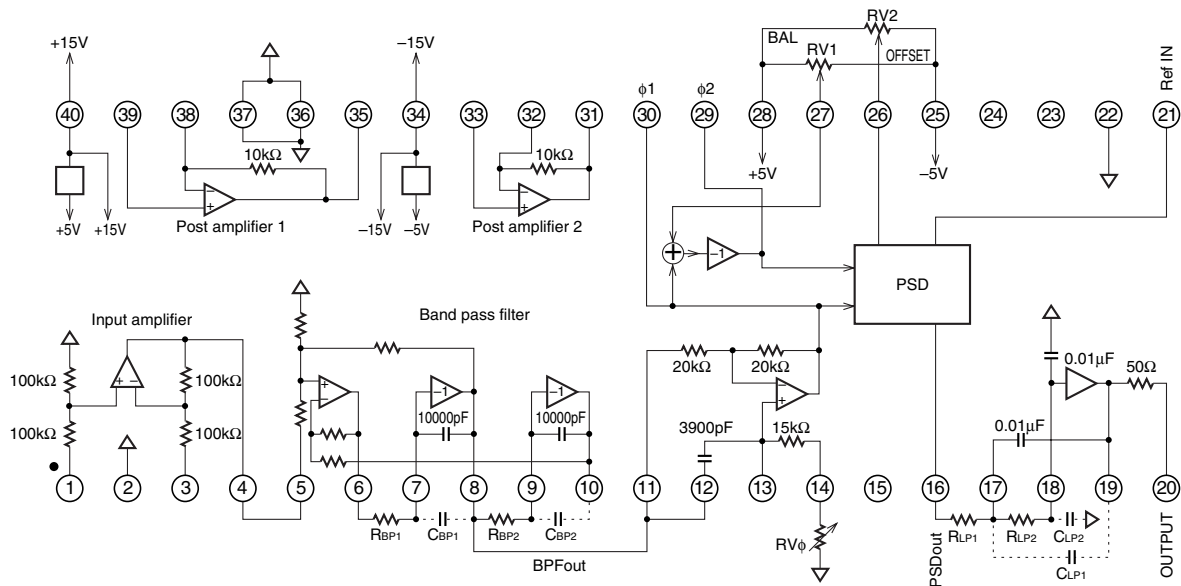 +15V
−15V
BAL
RV2
RV1
OFFSET
ϕ1
ϕ2
Ref IN
40
39
38
37
36
35
34
33
32
31
30
29
28
27
26
25
24
23
22
21
10kΩ
10kΩ
−
+
−
+
+5V
+15V
Post amplifier 1
−15V
−5V
Post amplifier 2
+5V
−5V
+
−1
PSD
Input amplifier
Band pass filter
100kΩ
+ −
100kΩ
100kΩ
100kΩ
+
−
−1
10000pF
−1
10000pF
20kΩ
20kΩ
−
+
3900pF
15kΩ
0.01µF
50Ω
0.01µF
1
2
3
4
5
6
7
8
9
10
11
12
13
14
15
16
17
18
19
20
RBP1
CBP1
RBP2
CBP2
BPFout
RVϕ
PSDout
RLP1
RLP2
CLP2
CLP1
OUTPUT